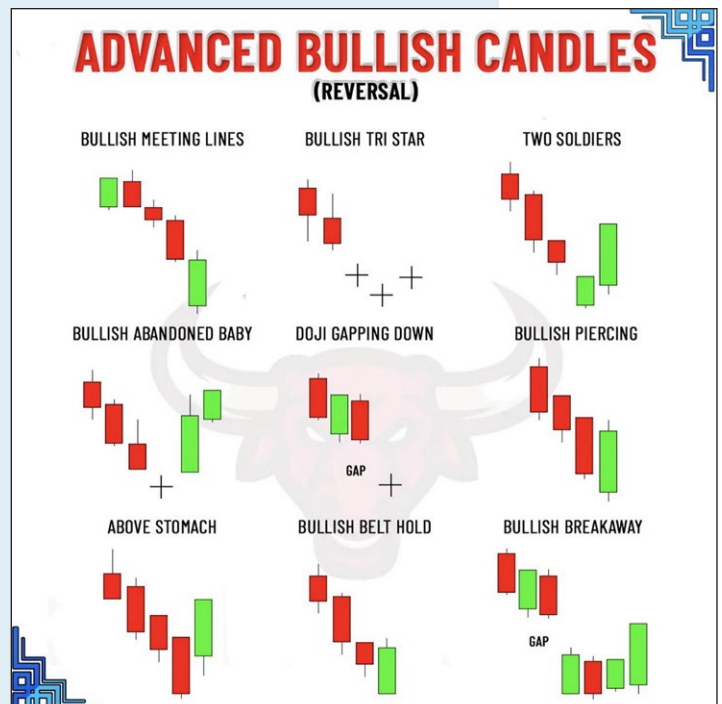 ADVANCED BULLISH CANDLES
(REVERSAL)
BULLISH MEETING LINES
BULLISH TRI STAR
TWO SOLDIERS
BULLISH ABANDONED BABY
DOJI GAPPING DOWN
BULLISH PIERCING
GAP
ABOVE STOMACH
BULLISH BELT HOLD
BULLISH BREAKAWAY
GAP